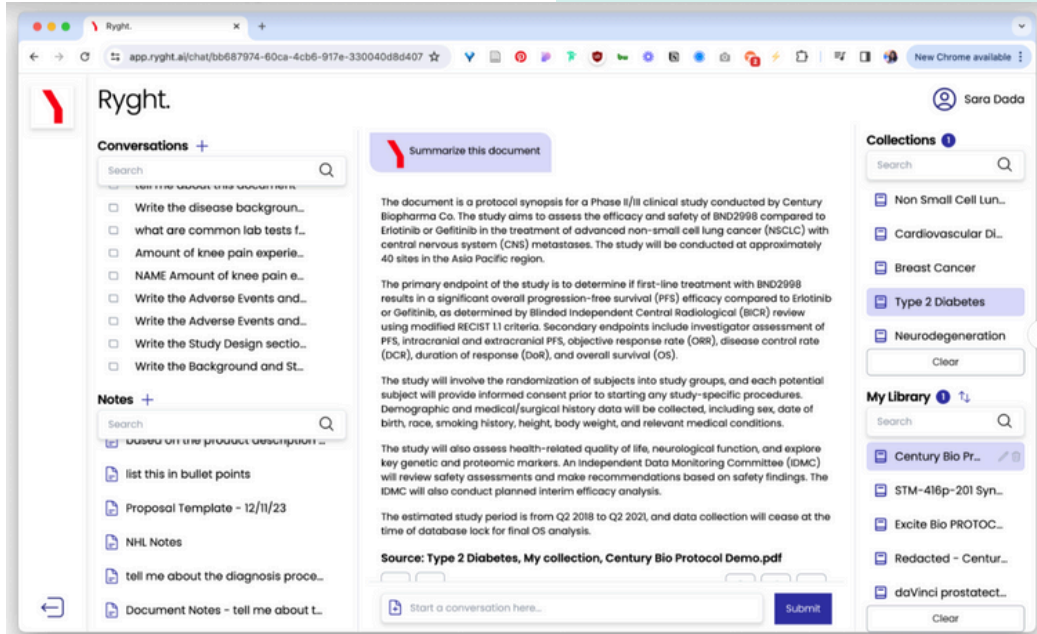 Ryght.
app.ryght.ai/chat/bb687974-60ca-4cb6-917e-330040d8d407
New Chrome available
Ryght.
Sara Dada
Conversations +
Search
tell me about this document
Write the disease backgroun...
what are common lab tests f...
Amount of knee pain experie...
NAME Amount of knee pain e...
Write the Adverse Events and...
Write the Adverse Events and...
Write the Study Design sectio...
Write the Background and St...
Notes +
Search
based on the product description ...
list this in bullet points
Proposal Template - 12/11/23
NHL Notes
tell me about the diagnosis proce...
Document Notes - tell me about t...
Summarize this document
The document is a protocol synopsis for a Phase II/III clinical study conducted by Century
Biopharma Co. The study aims to assess the efficacy and safety of BND2998 compared to
Erlotinib or Gefitinib in the treatment of advanced non-small cell lung cancer (NSCLC) with
central nervous system (CNS) metastases. The study will be conducted at approximately
40 sites in the Asia Pacific region.
The primary endpoint of the study is to determine if first-line treatment with BND2998
results in a significant overall progression-free survival (PFS) efficacy compared to Erlotinib
or Gefitinib, as determined by Blinded Independent Central Radiological (BICR) review
using modified RECIST 1.1 criteria. Secondary endpoints include investigator assessment of
PFS, intracranial and extracranial PFS, objective response rate (ORR), disease control rate
(DCR), duration of response (DoR), and overall survival (OS).
The study will involve the randomization of subjects into study groups, and each potential
subject will provide informed consent prior to starting any study-specific procedures.
Demographic and medical/surgical history data will be collected, including sex, date of
birth, race, smoking history, height, body weight, and relevant medical conditions.
The study will also assess health-related quality of life, neurological function, and explore
key genetic and proteomic markers. An Independent Data Monitoring Committee (IDMC)
will review safety assessments and make recommendations based on safety findings. The
IDMC will also conduct planned interim efficacy analysis.
The estimated study period is from Q2 2018 to Q2 2021, and data collection will cease at the
time of database lock for final OS analysis.
Source: Type 2 Diabetes, My collection, Century Bio Protocol Demo.pdf
Start a conversation here...
Submit
Collections 1
Search
Non Small Cell Lun...
Cardiovascular Di...
Breast Cancer
Type 2 Diabetes
Neurodegeneration
Clear
My Library 1
Search
Century Bio Pr...
STM-416p-201 Syn...
Excite Bio PROTOC...
Redacted - Centur...
daVinci prostatect...
Clear